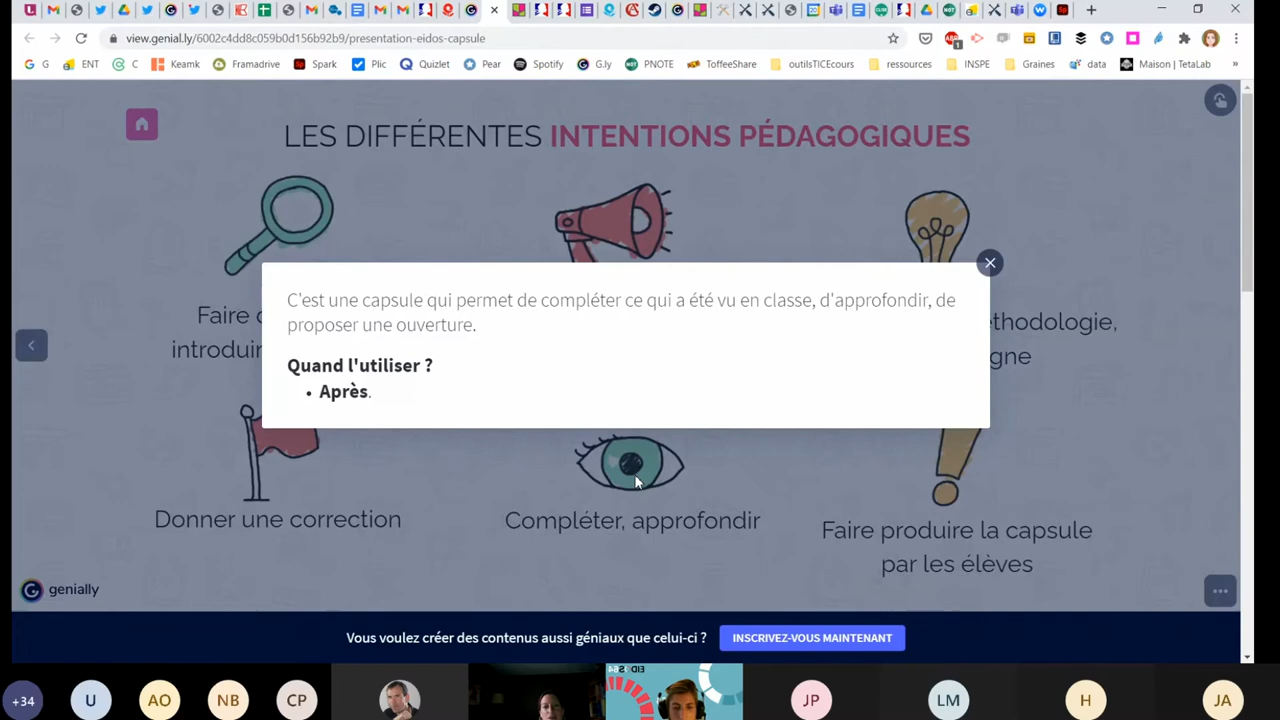 view.genial.ly/6002c4dd8c059b0d156b92b9/presentation-eidos-capsule
G ENT C Keamk Framadrive Spark Plic Quizlet Pear Spotify G.ly PNOTE ToffeeShare outilsTICEcours ressources INSPE Graines data Maison | TetaLab »
LES DIFFÉRENTES INTENTIONS PÉDAGOGIQUES
C'est une capsule qui permet de compléter ce qui a été vu en classe, d'approfondir, de
proposer une ouverture.
Quand l'utiliser ?
• Après.
Faire
introduir
thodologie,
gne
Donner une correction
Compléter, approfondir
Faire produire la capsule
par les élèves
genially
Vous voulez créer des contenus aussi géniaux que celui-ci ? INSCRIVEZ-VOUS MAINTENANT
+34 U AO NB CP JP LM H JA